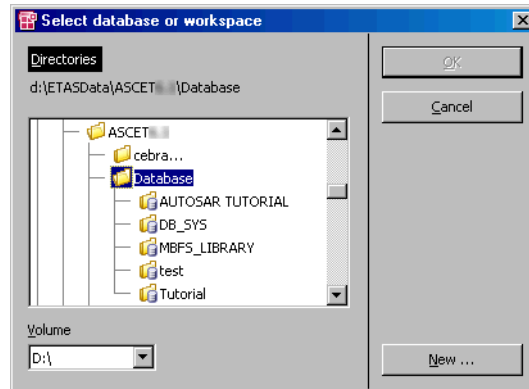 Select database or workspace
Directories
d:\ETASData\ASCET \Database
OK
Cancel
ASCET
cebra...
Database
AUTOSAR TUTORIAL
DB_SYS
MBFS_LIBRARY
test
Tutorial
Volume
D:\
New ...